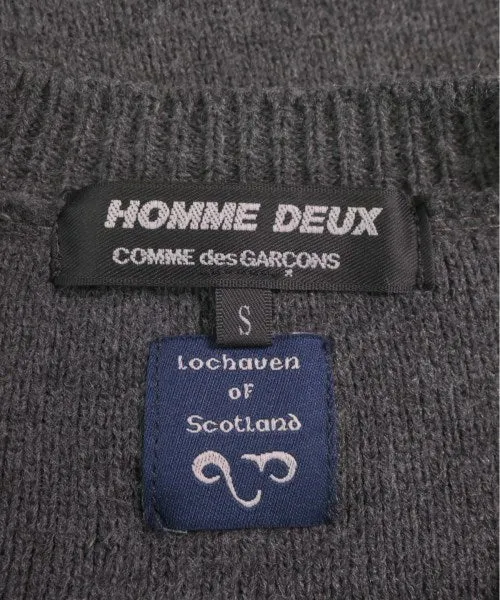 HOMME DEUX
COMME des GARÇONS
S
Lochaven
of
Scotland